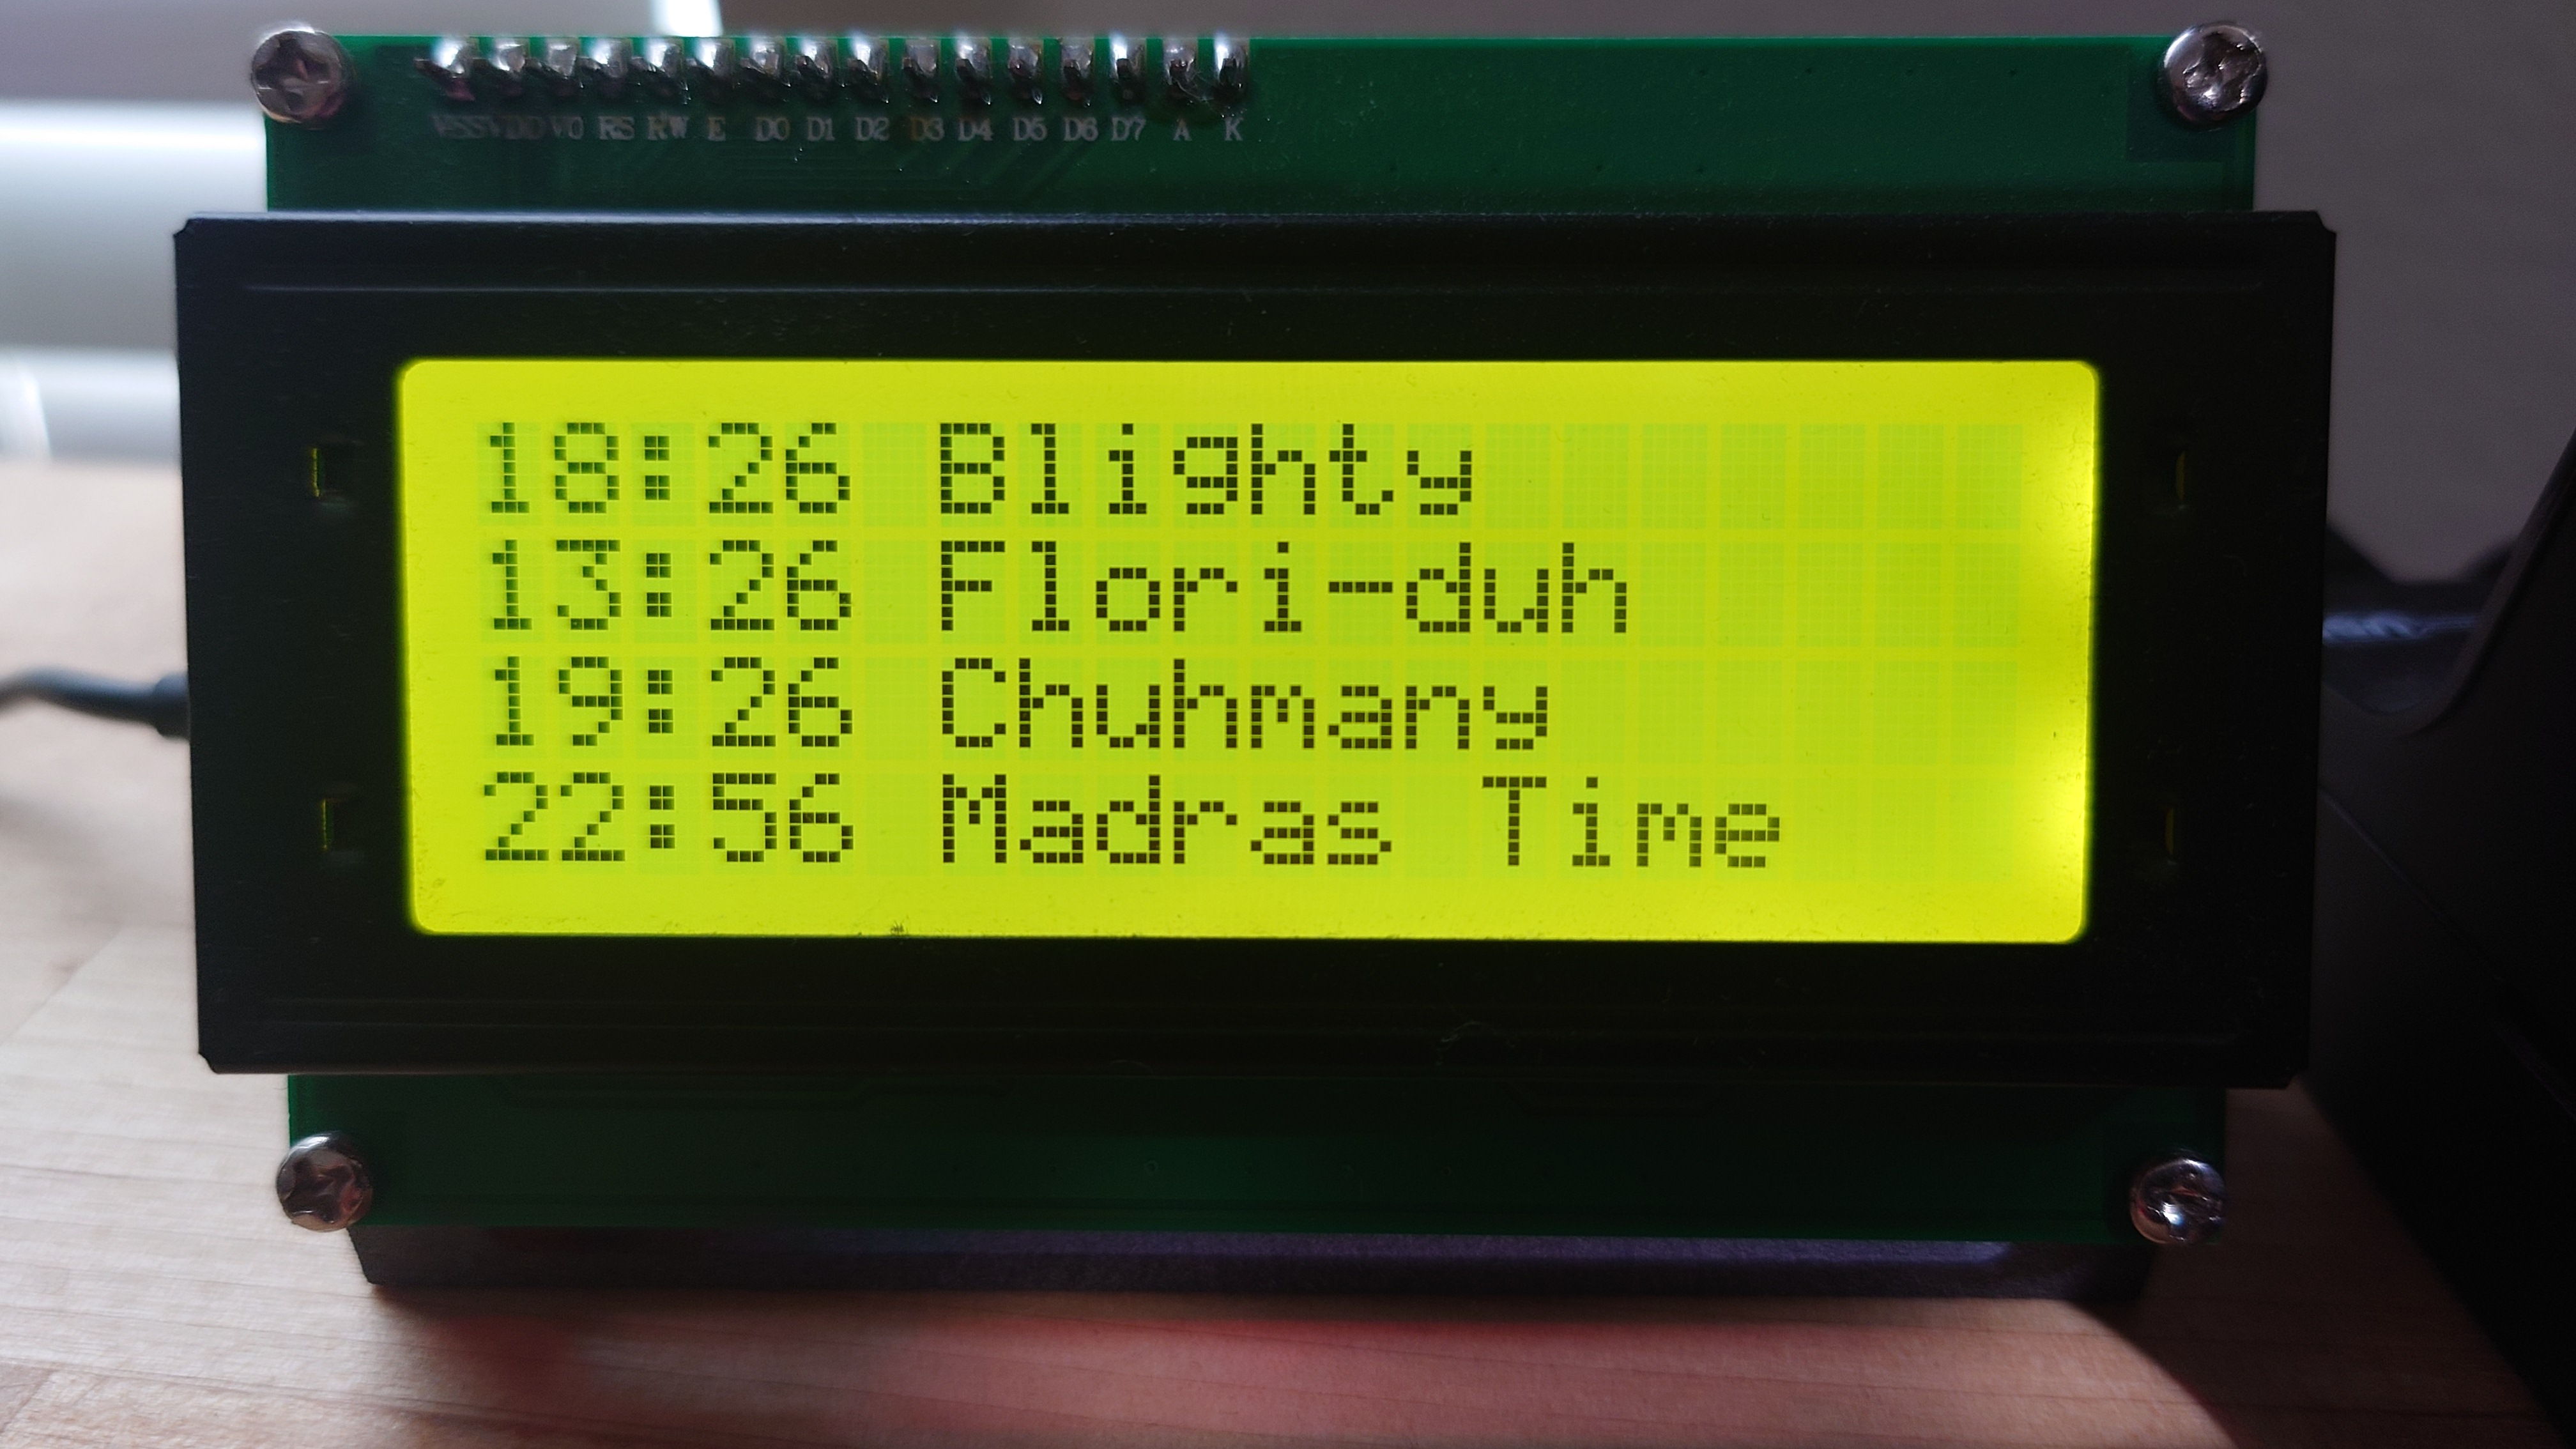 VSS VDD V0 RS RW E D0 D1 D2 D3 D4 D5 D6 D7 A K
18:26 Blighty
13:26 Flori-duh
19:26 Chuhmany
22:56 Madras Time